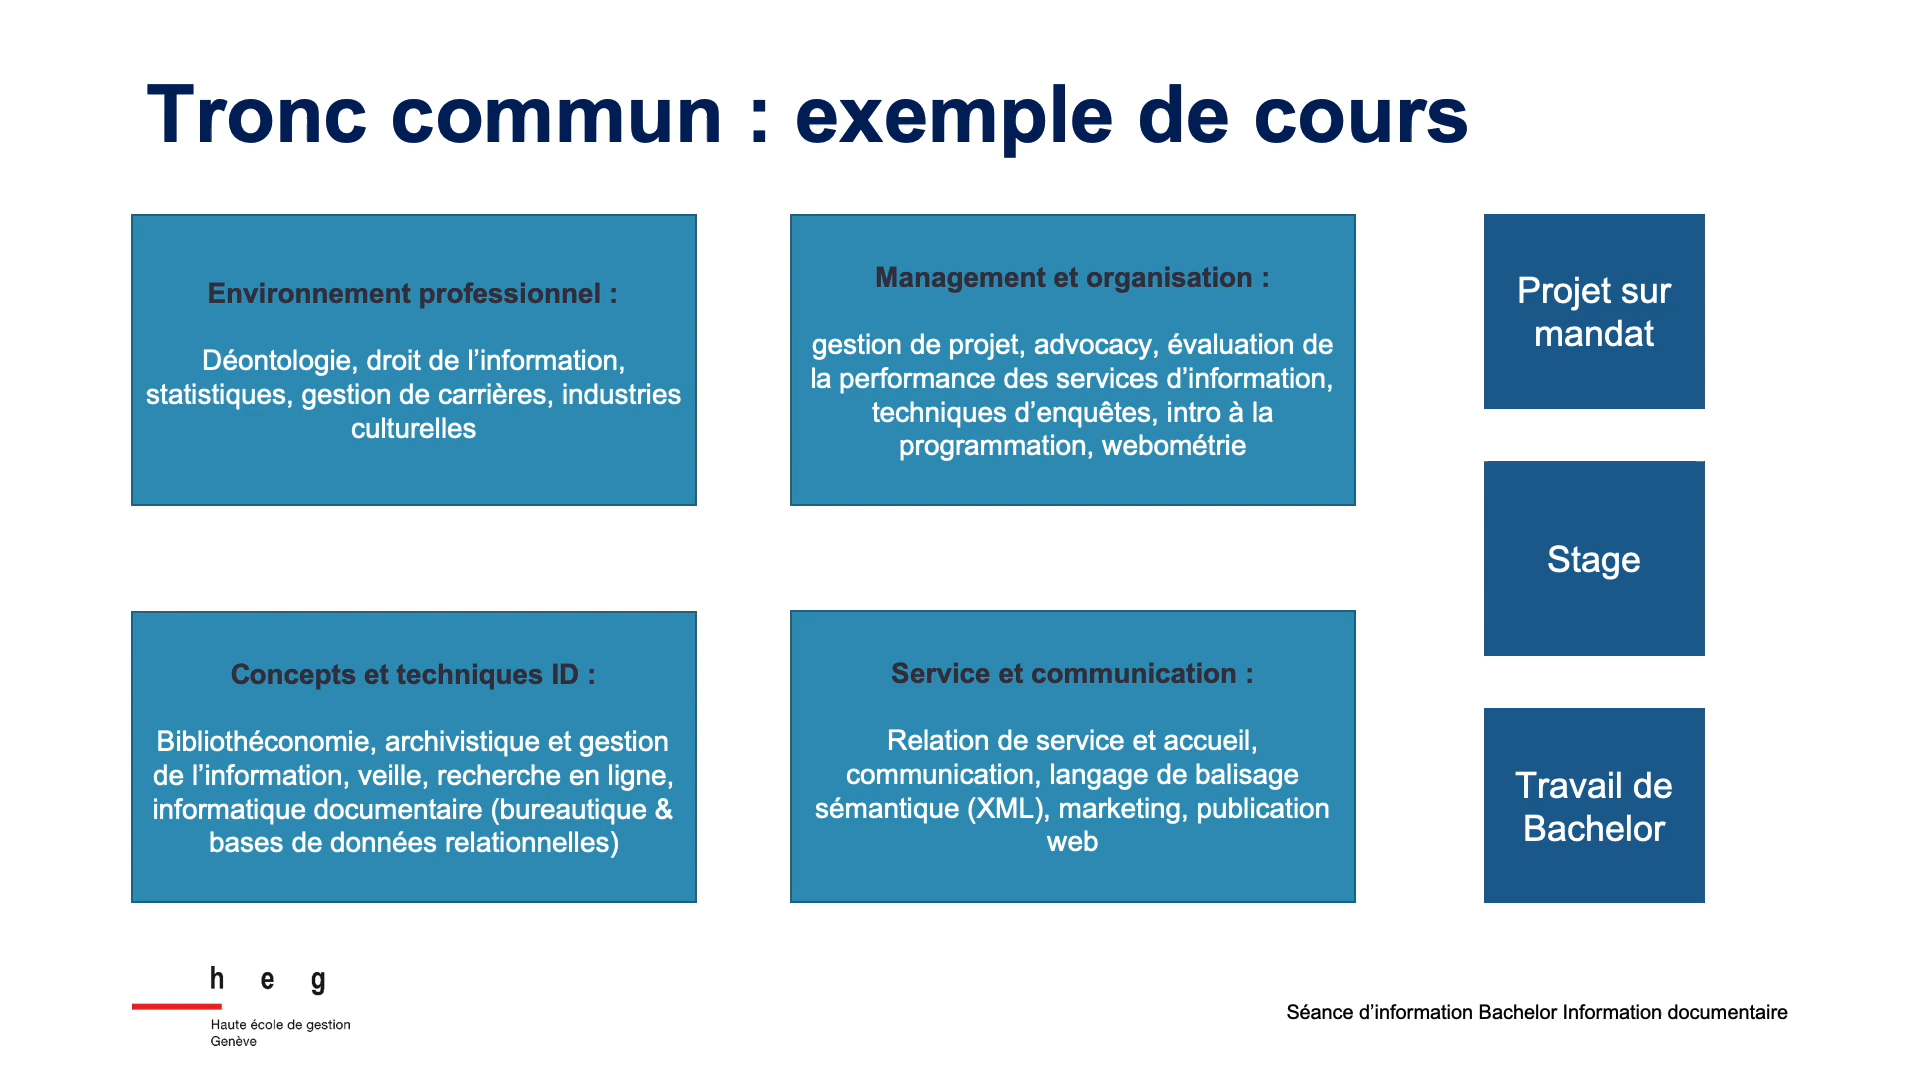 Tronc commun : exemple de cours
Environnement professionnel :
Déontologie, droit de l’information,
statistiques, gestion de carrières, industries
culturelles
Management et organisation :
gestion de projet, advocacy, évaluation de
la performance des services d’information,
techniques d’enquêtes, intro à la
programmation, webométrie
Projet sur
mandat
Stage
Concepts et techniques ID :
Bibliothéconomie, archivistique et gestion
de l’information, veille, recherche en ligne,
informatique documentaire (bureautique &
bases de données relationnelles)
Service et communication :
Relation de service et accueil,
communication, langage de balisage
sémantique (XML), marketing, publication
web
Travail de
Bachelor
h e g
Haute école de gestion
Genève
Séance d’information Bachelor Information documentaire